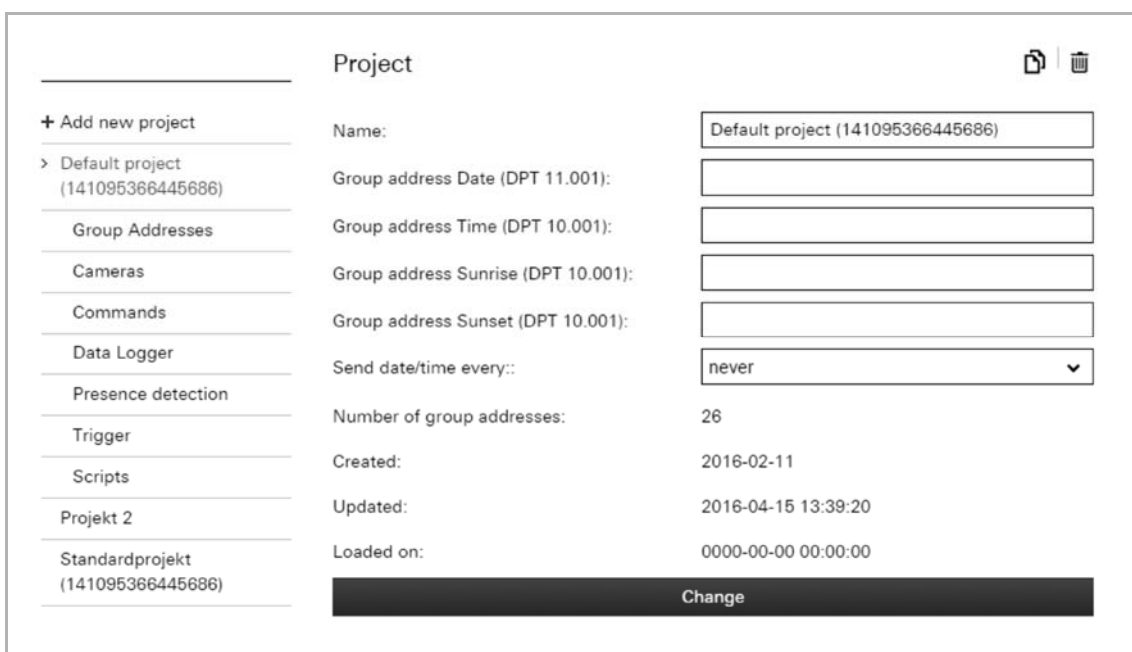 Project
+ Add new project
> Default project
(141095366445686)
Group Addresses
Cameras
Commands
Data Logger
Presence detection
Trigger
Scripts
Projekt 2
Standardprojekt
(141095366445686)
Name: Default project (141095366445686)
Group address Date (DPT 11.001):
Group address Time (DPT 10.001):
Group address Sunrise (DPT 10.001):
Group address Sunset (DPT 10.001):
Send date/time every:: never
Number of group addresses: 26
Created: 2016-02-11
Updated: 2016-04-15 13:39:20
Loaded on: 0000-00-00 00:00:00
Change